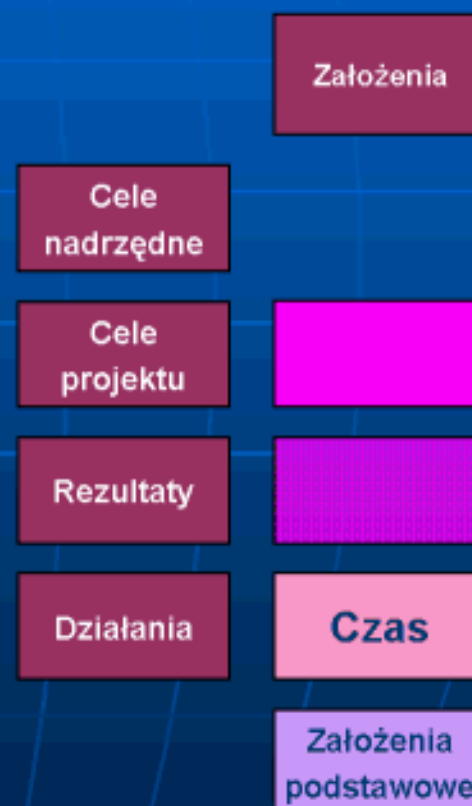 Założenia
Cele
nadrzędne
Cele
projektu
Rezultaty
Działania
Czas
Założenia
podstawowe